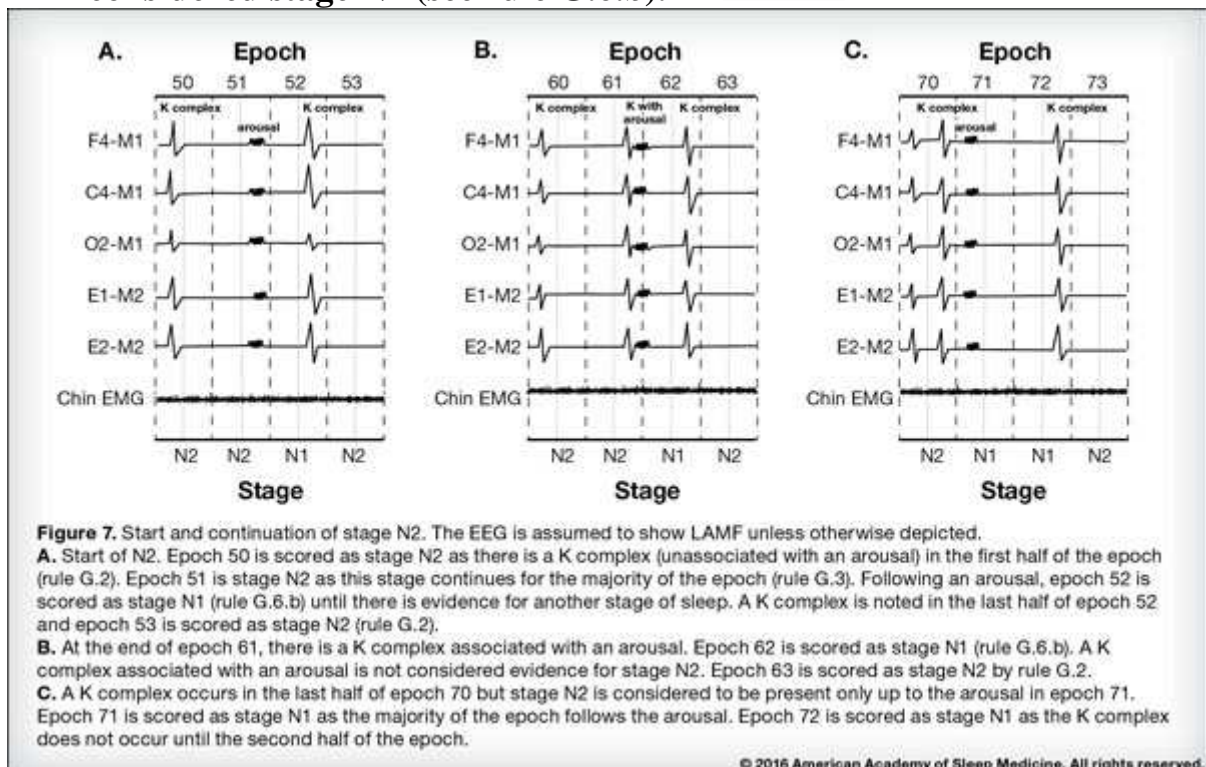 considered stage N1 (see rule G.6.b).
A. Epoch
50 51 52 53
K complex K complex
arousal
F4-M1
C4-M1
O2-M1
E1-M2
E2-M2
Chin EMG
N2 N2 N1 N2
Stage
B. Epoch
60 61 62 63
K complex K with arousal K complex
F4-M1
C4-M1
O2-M1
E1-M2
E2-M2
Chin EMG
N2 N2 N1 N2
Stage
C. Epoch
70 71 72 73
K complex K complex
arousal
F4-M1
C4-M1
O2-M1
E1-M2
E2-M2
Chin EMG
N2 N1 N1 N2
Stage
Figure 7. Start and continuation of stage N2. The EEG is assumed to show LAMF unless otherwise depicted.
A. Start of N2. Epoch 50 is scored as stage N2 as there is a K complex (unassociated with an arousal) in the first half of the epoch
(rule G.2). Epoch 51 is stage N2 as this stage continues for the majority of the epoch (rule G.3). Following an arousal, epoch 52 is
scored as stage N1 (rule G.6.b) until there is evidence for another stage of sleep. A K complex is noted in the last half of epoch 52
and epoch 53 is scored as stage N2 (rule G.2).
B. At the end of epoch 61, there is a K complex associated with an arousal. Epoch 62 is scored as stage N1 (rule G.6.b). A K
complex associated with an arousal is not considered evidence for stage N2. Epoch 63 is scored as stage N2 by rule G.2.
C. A K complex occurs in the last half of epoch 70 but stage N2 is considered to be present only up to the arousal in epoch 71.
Epoch 71 is scored as stage N1 as the majority of the epoch follows the arousal. Epoch 72 is scored as stage N1 as the K complex
does not occur until the second half of the epoch.
© 2016 American Academy of Sleep Medicine. All rights reserved.